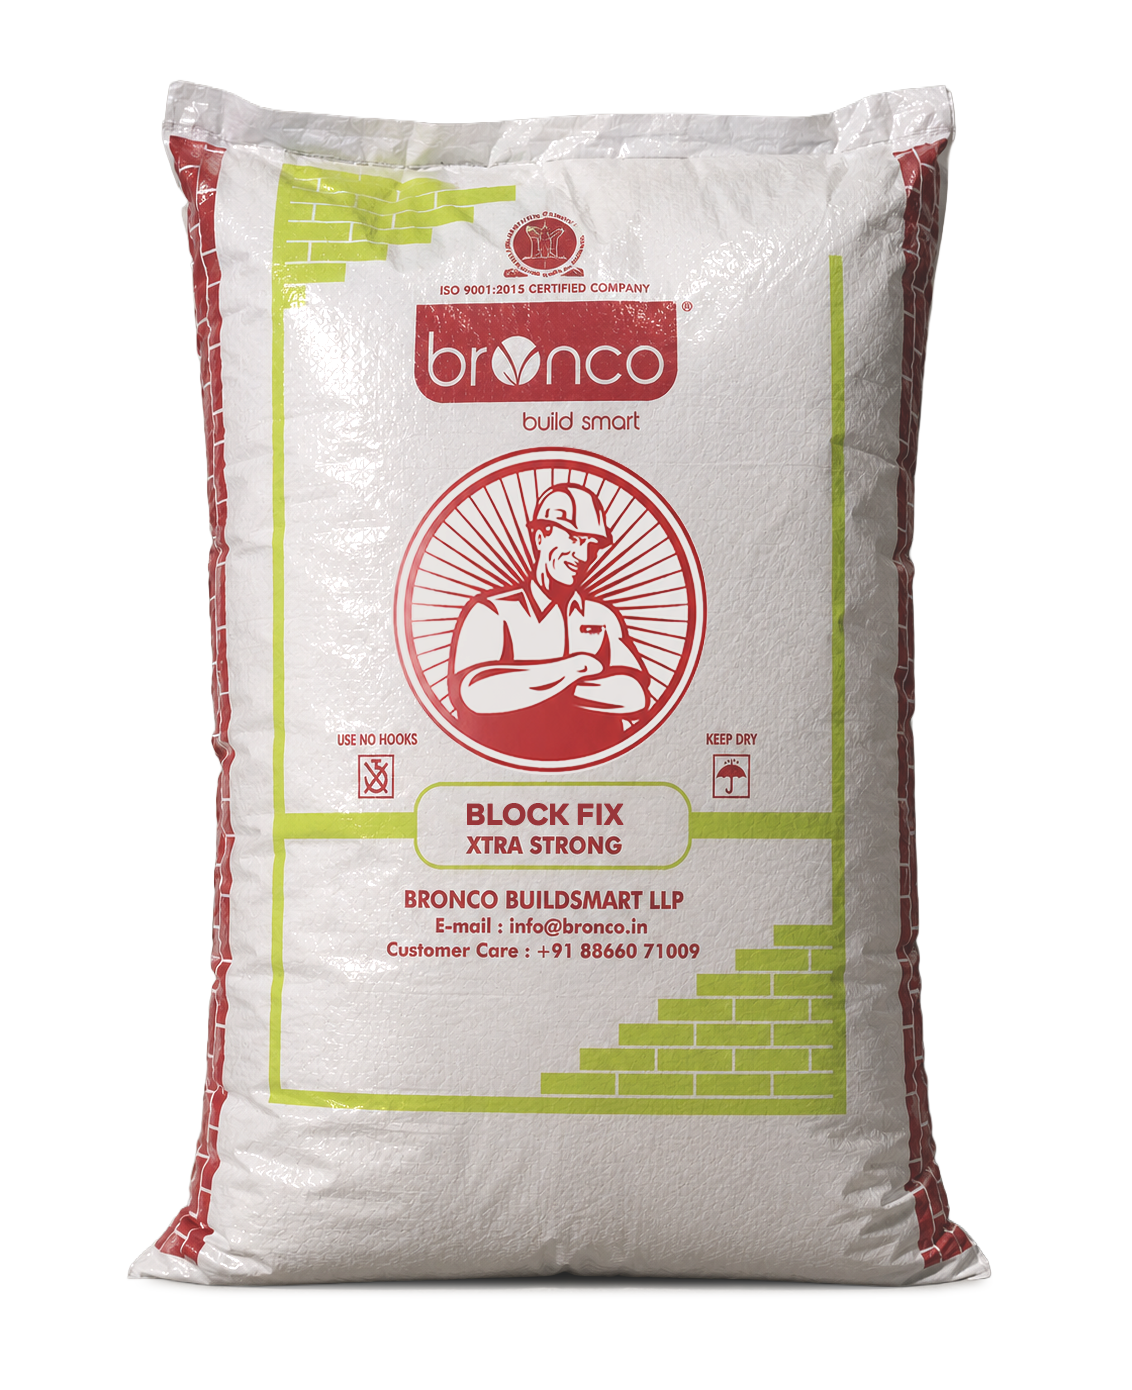 ISO 9001:2015 CERTIFIED COMPANY
bronco ®
build smart
USE NO HOOKS
KEEP DRY
BLOCK FIX
XTRA STRONG
BRONCO BUILDSMART LLP
E-mail : info@bronco.in
Customer Care : +91 88660 71009